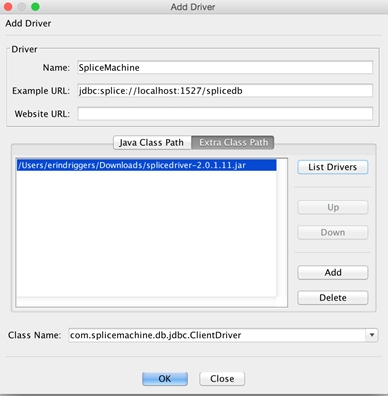 Add Driver
Add Driver
Driver
Name: SpliceMachine
Example URL: jdbc:splice://localhost:1527/splicedb
Website URL:
Java Class Path Extra Class Path
/Users/erindriggers/Downloads/splicedriver-2.0.1.11.jar
List Drivers
Up
Down
Add
Delete
Class Name: com.splicemachine.db.jdbc.ClientDriver
OK Close